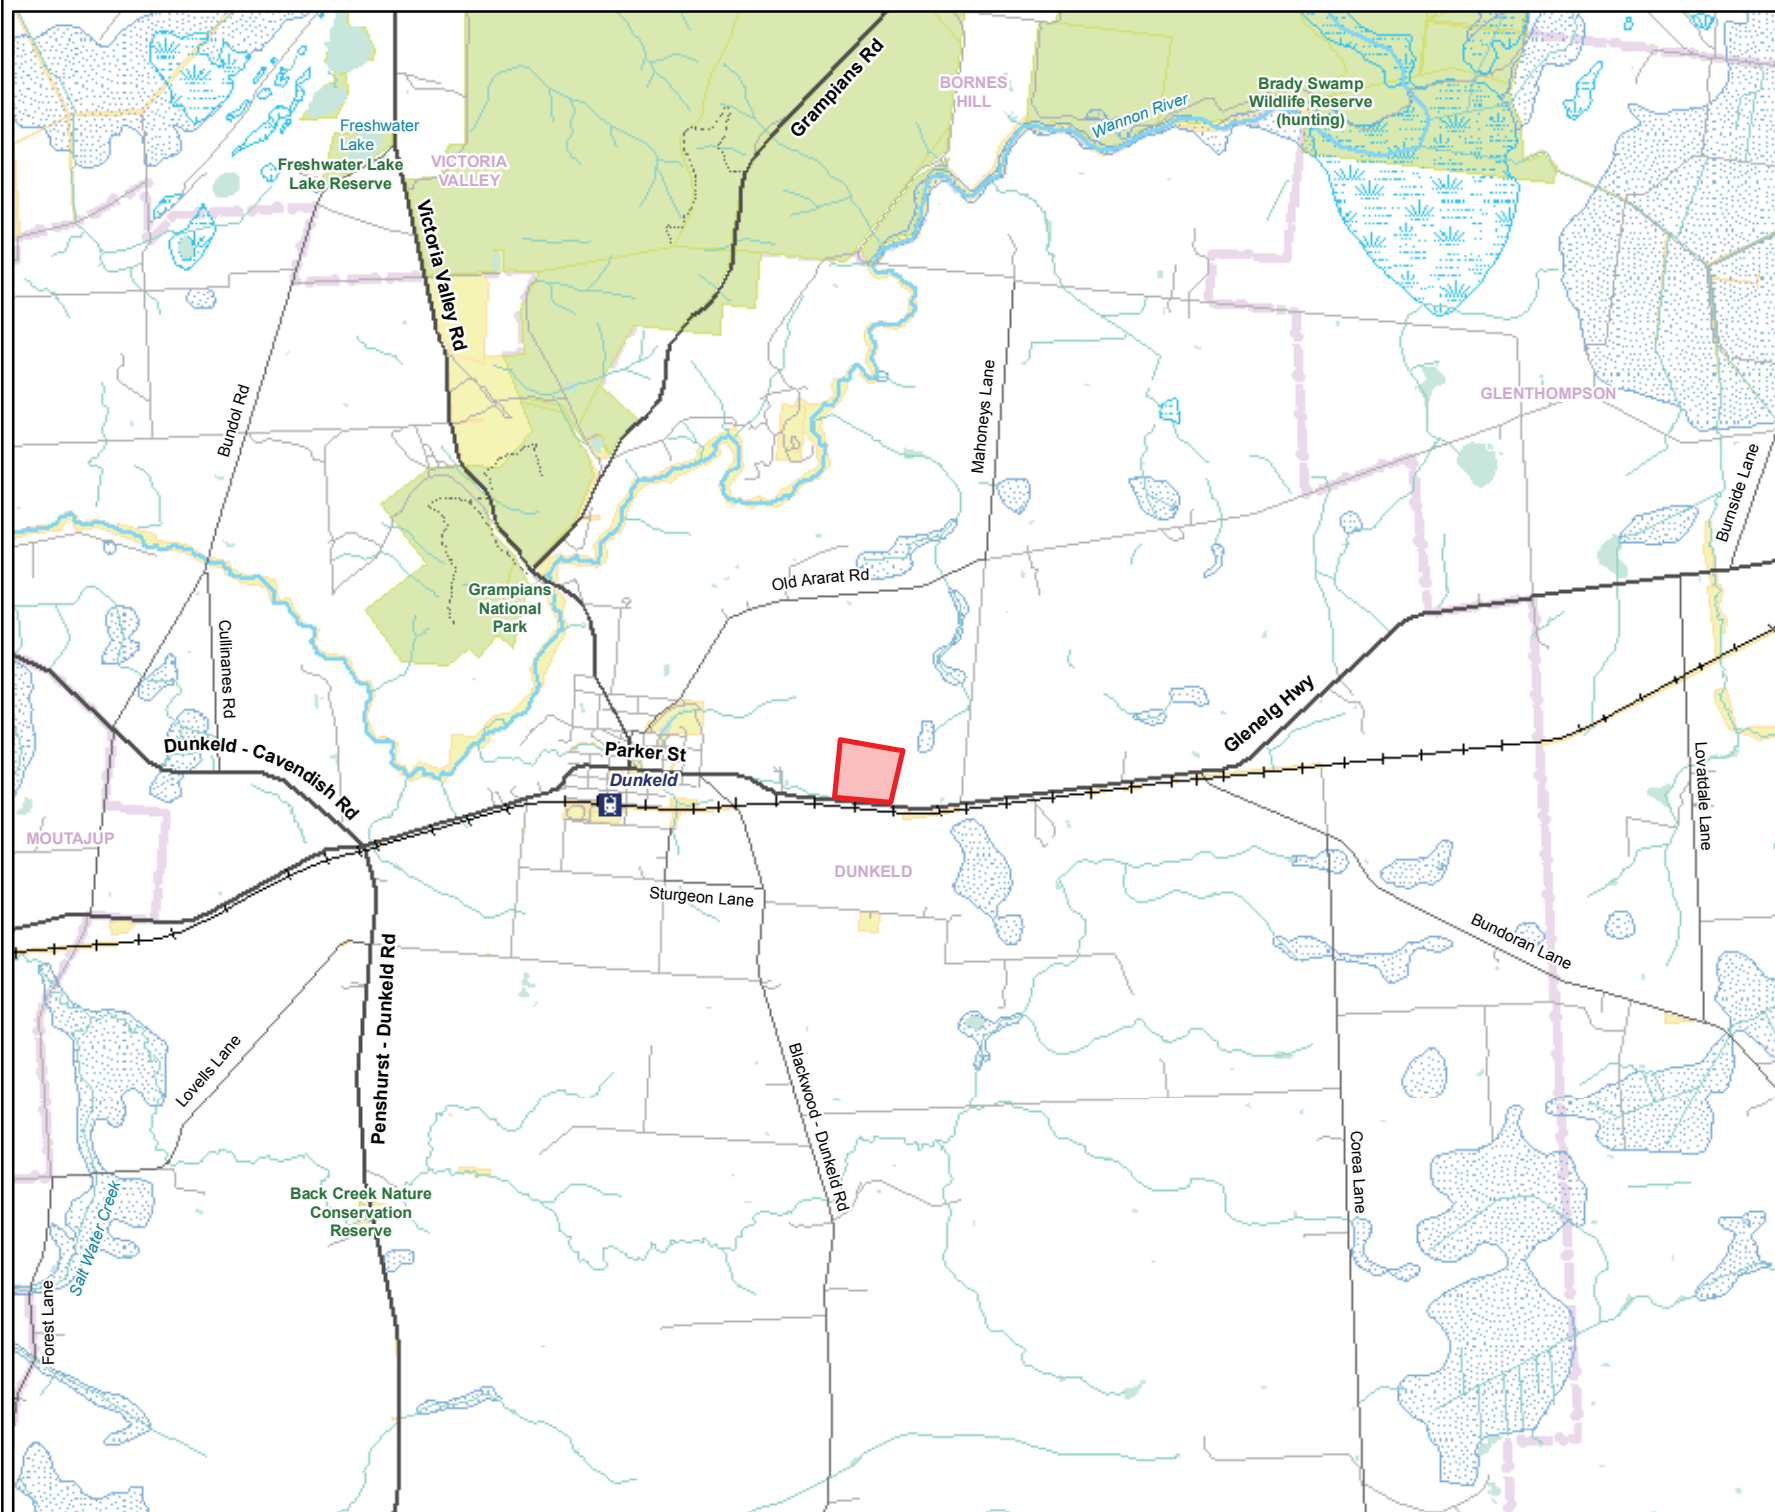 Grampians Rd
BORNES
HILL
Brady Swamp
Wildlife Reserve
(hunting)
Wannon River
Freshwater
Lake
Freshwater Lake
Lake Reserve
VICTORIA
VALLEY
Victoria Valley Rd
Bundol Rd
Mahoneys Lane
GLENTHOMPSON
Burnside Lane
Old Ararat Rd
Grampians
National
Park
Cullinanes Rd
Dunkeld - Cavendish Rd
Parker St
Dunkeld
Glenelg Hwy
Lovatdale Lane
MOUTAJUP
DUNKELD
Sturgeon Lane
Bundoran Lane
Penshurst - Dunkeld Rd
Lovells Lane
Blackwood - Dunkeld Rd
Corea Lane
Back Creek Nature
Conservation
Reserve
Salt Water Creek
Forest Lane